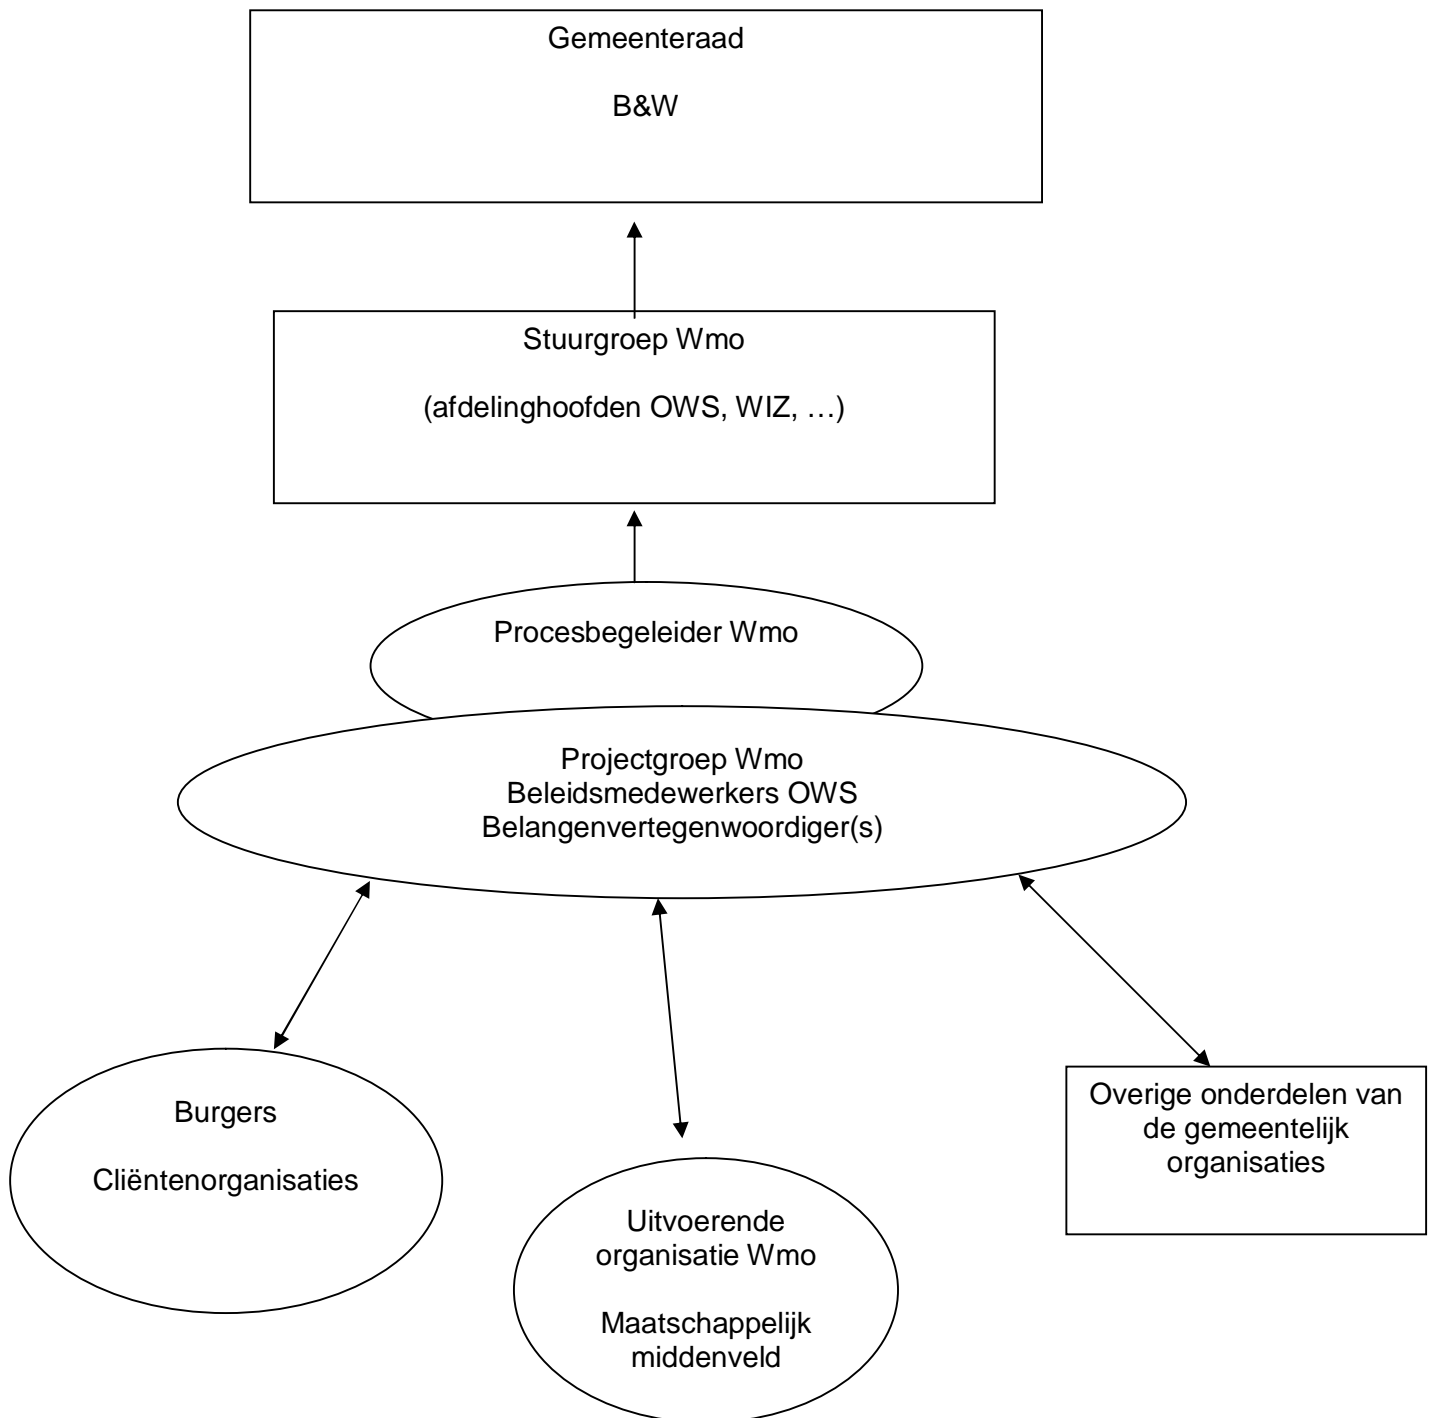 Gemeenteraad
B&W
Stuurgroep Wmo
(afdelinghoofden OWS, WIZ, …)
Procesbegeleider Wmo
Projectgroep Wmo
Beleidsmedewerkers OWS
Belangenvertegenwoordiger(s)
Burgers
Cliëntenorganisaties
Uitvoerende
organisatie Wmo
Maatschappelijk
middenveld
Overige onderdelen van
de gemeentelijk
organisaties